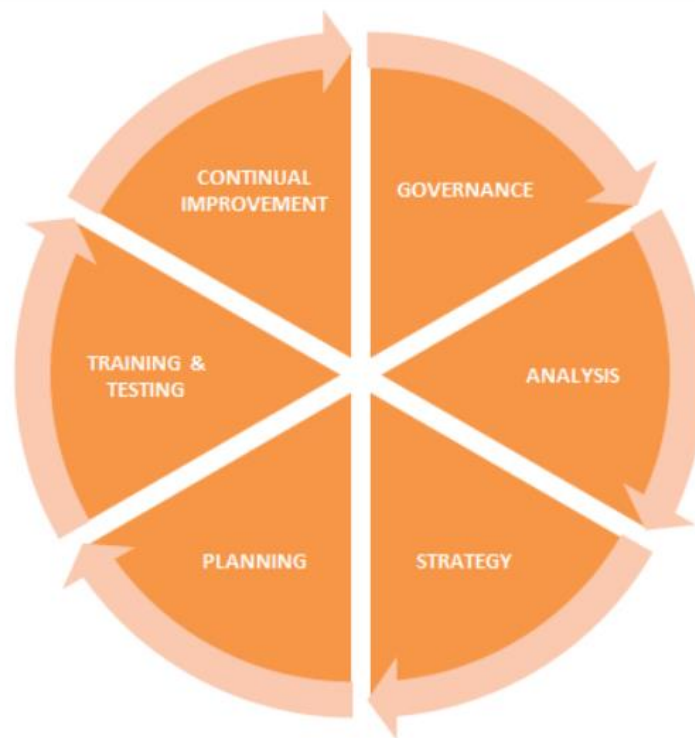 CONTINUAL
IMPROVEMENT
GOVERNANCE
TRAINING &
TESTING
ANALYSIS
PLANNING
STRATEGY